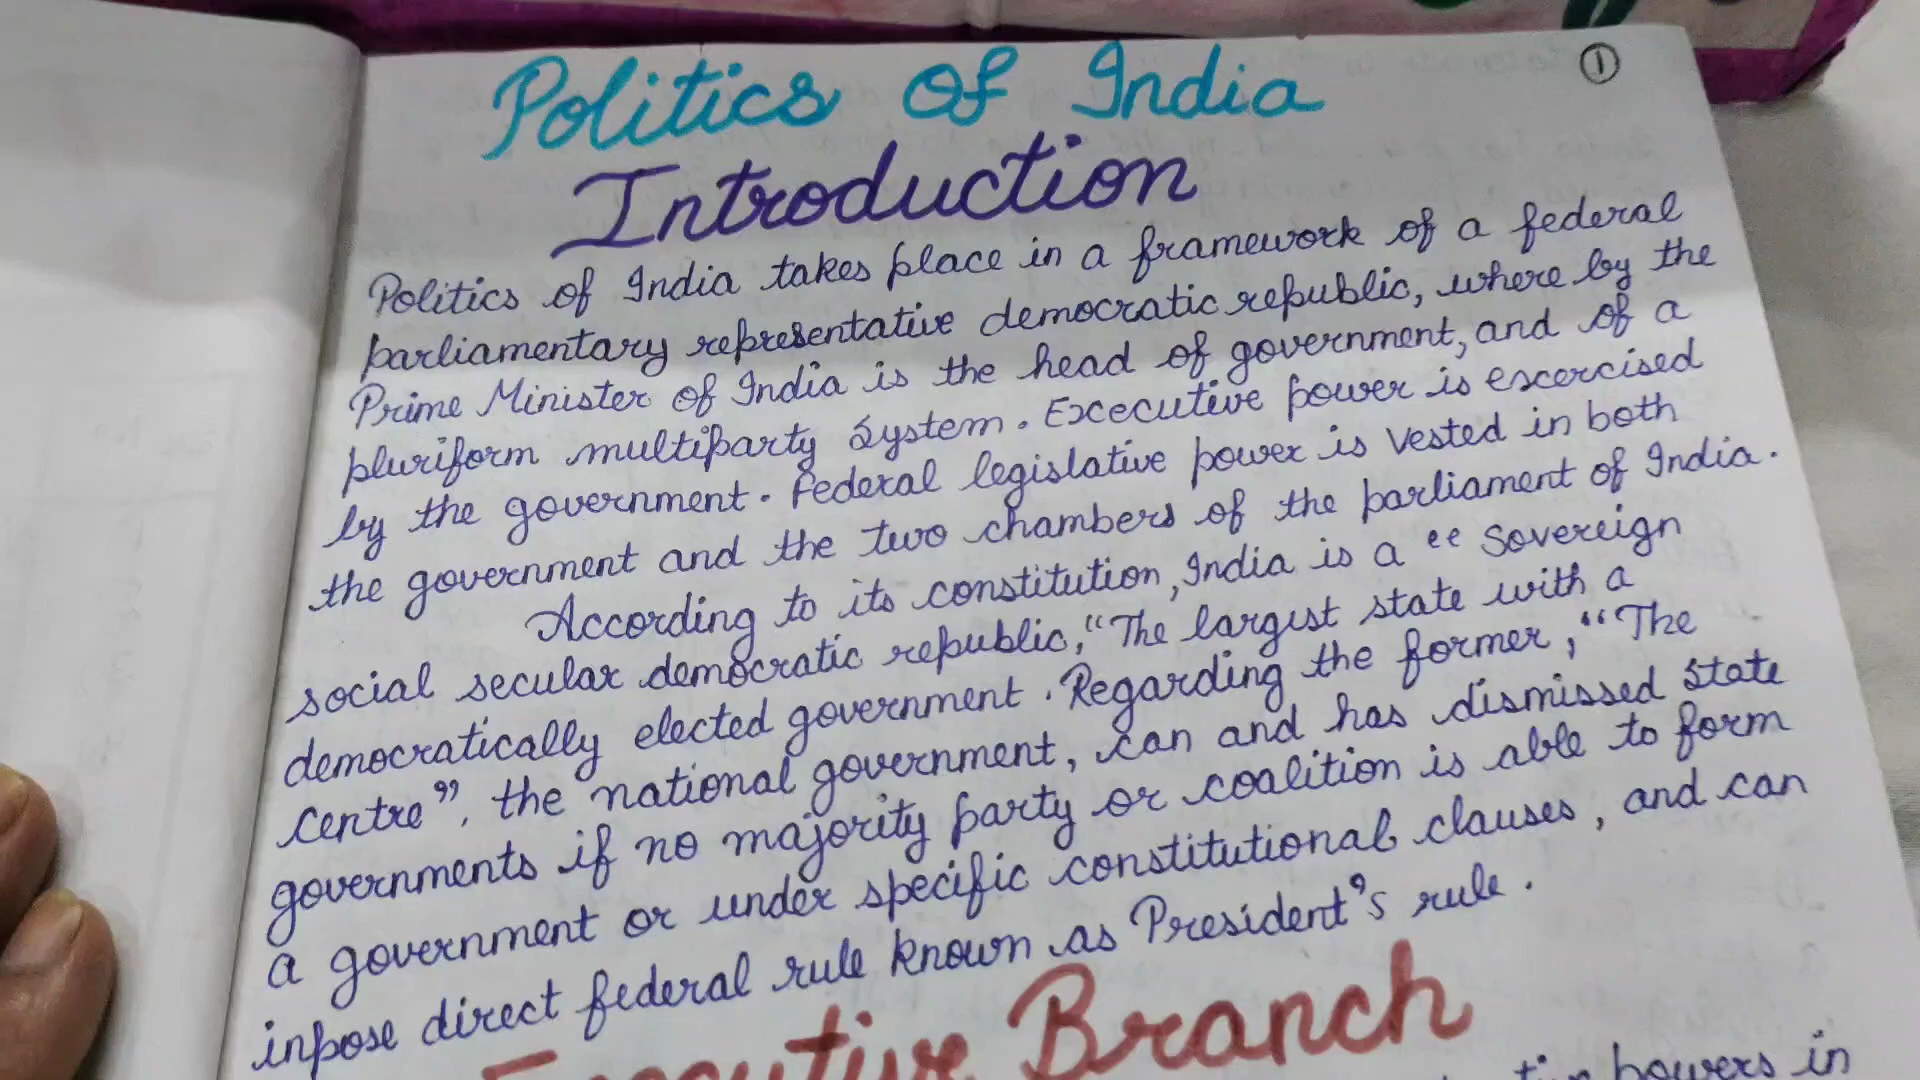 ①
Politics of India
Introduction
Politics of India takes place in a framework of a federal
parliamentary representative democratic republic, where by the
Prime Minister of India is the head of government, and of a
pluriform multiparty system. Excecutive power is excercised
by the government. Federal legislative power is vested in both
the government and the two chambers of the parliament of India.
According to its constitution, India is a “ Sovereign
social secular democratic republic,“The largest state with a
democratically elected government. Regarding the former,“The
centre”, the national government, can and has dismissed state
governments if no majority party or coalition is able to form
a government or under specific constitutional clauses, and can
inpose direct federal rule known as President's rule.
Executive Branch
powers in